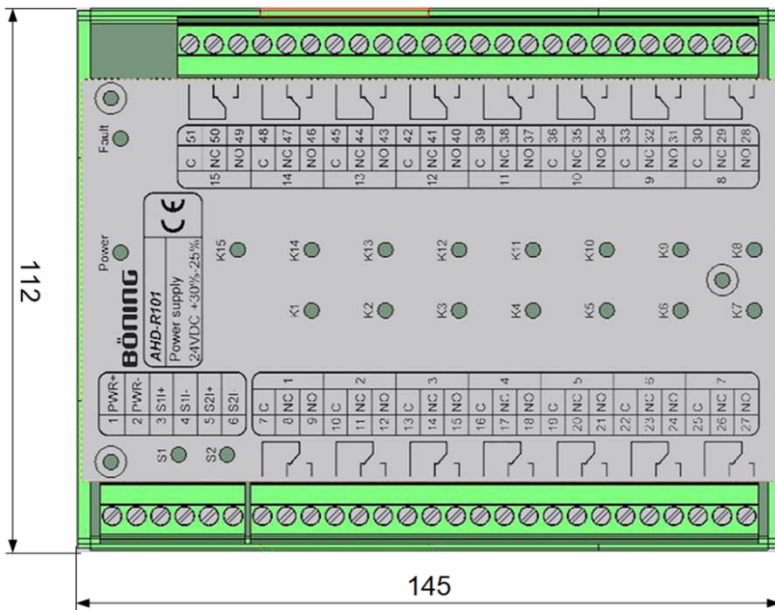 51 50 49 48 47 46 45 44 43 42 41 40 39 38 37 36 35 34 33 32 31 30 29 28
C NC NO C NC NO C NC NO C NC NO C NC NO C NC NO C NC NO C NC NO
15 14 13 12 11 10 9 8
Fault
Power
BÖNING
AHD-R101
CE
Power supply
24VDC +30%-25%
K15 K14 K13 K12 K11 K10 K9 K8
K1 K2 K3 K4 K5 K6 K7
1 PWR+
2 PWR-
3 S1I+
4 S1I-
5 S2I+
6 S2I-
1 2 3 4 5 6 7
7 C
8 NC
9 NO
10 C
11 NC
12 NO
13 C
14 NC
15 NO
16 C
17 NC
18 NO
19 C
20 NC
21 NO
22 C
23 NC
24 NO
25 C
26 NC
27 NO
S1 S2
112
145